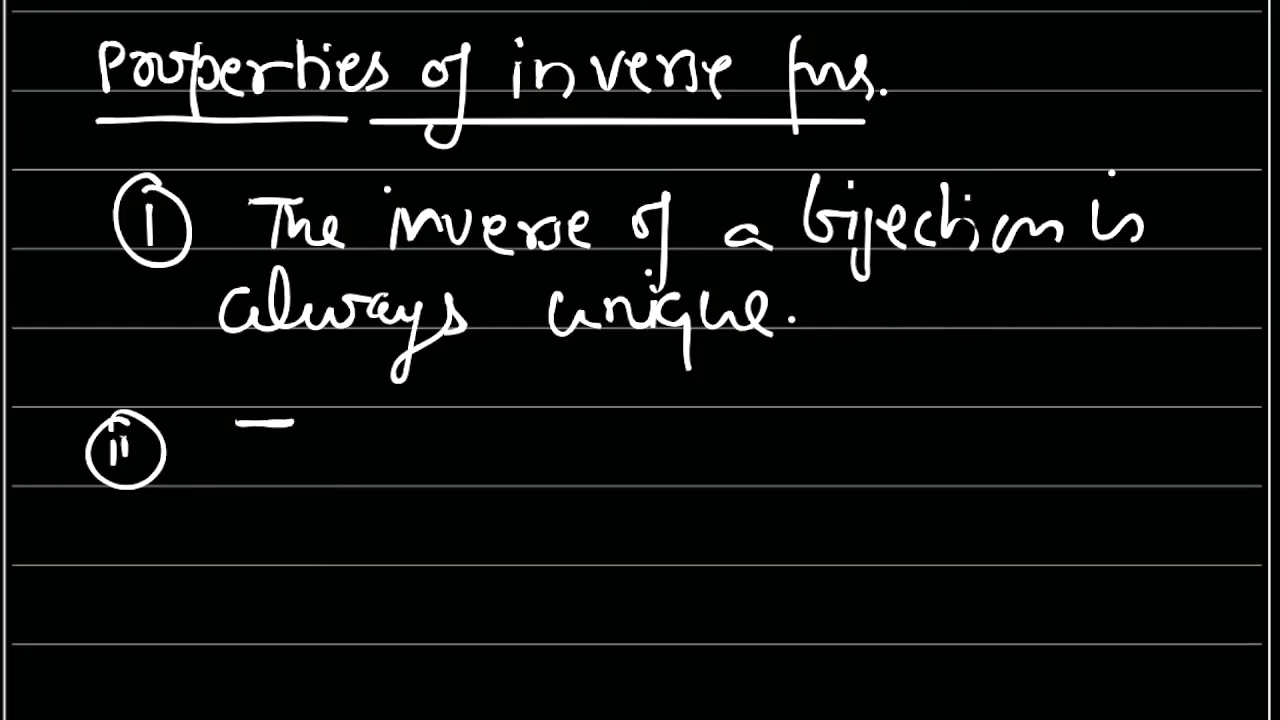 Properties of inverse fns.
(i) The inverse of a bijection is
always unique.
(ii) —